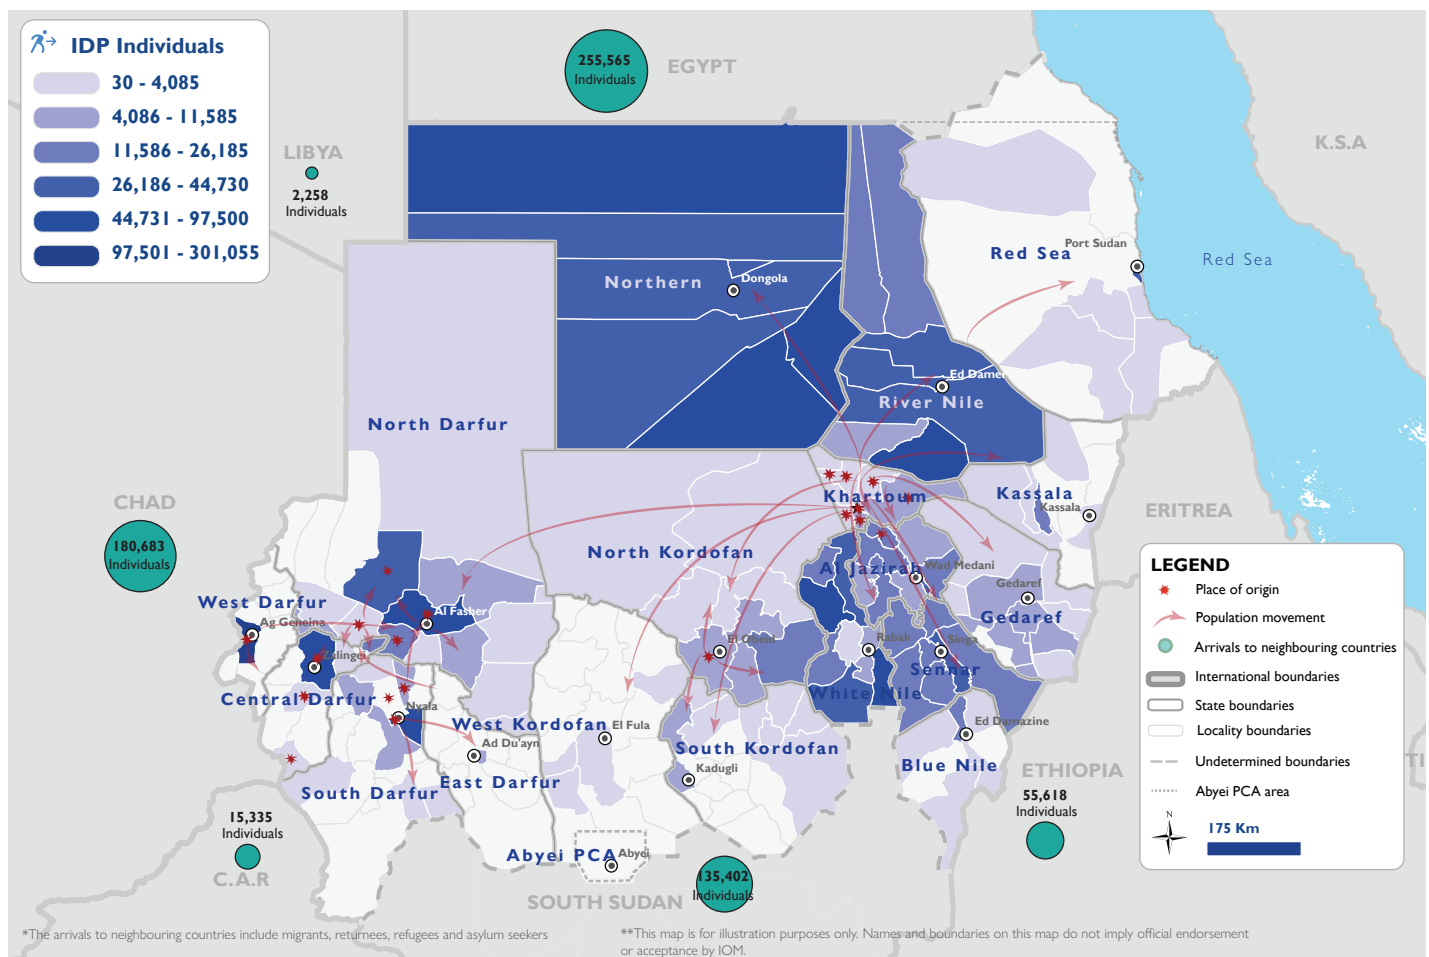 IDP Individuals
30 - 4,085
4,086 - 11,585
11,586 - 26,185
26,186 - 44,730
44,731 - 97,500
97,501 - 301,055
255,565
Individuals
EGYPT
LIBYA
2,258
Individuals
K.S.A
Red Sea
Port Sudan
Red Sea
Northern
Dongola
Ed Damer
River Nile
North Darfur
CHAD
180,683
Individuals
Khartoum
Kassala
Kassala
ERITREA
North Kordofan
Al Jazirah
Wad Medani
Gedaref
Gedaref
West Darfur
Ag Geneina
Al Fasher
Zalingei
El Obeid
Rabak
Singa
Sennar
White Nile
Central Darfur
Nyala
West Kordofan
El Fula
Ad Du'ayn
South Kordofan
Kadugli
Ed Damazine
Blue Nile
East Darfur
South Darfur
ETHIOPIA
55,618
Individuals
15,335
Individuals
C.A.R
Abyei PCA
Abyei
SOUTH SUDAN
135,402
Individuals
LEGEND
Place of origin
Population movement
Arrivals to neighbouring countries
International boundaries
State boundaries
Locality boundaries
Undetermined boundaries
Abyei PCA area
N
175 Km
*The arrivals to neighbouring countries include migrants, returnees, refugees and asylum seekers
**This map is for illustration purposes only. Names and boundaries on this map do not imply official endorsement
or acceptance by IOM.